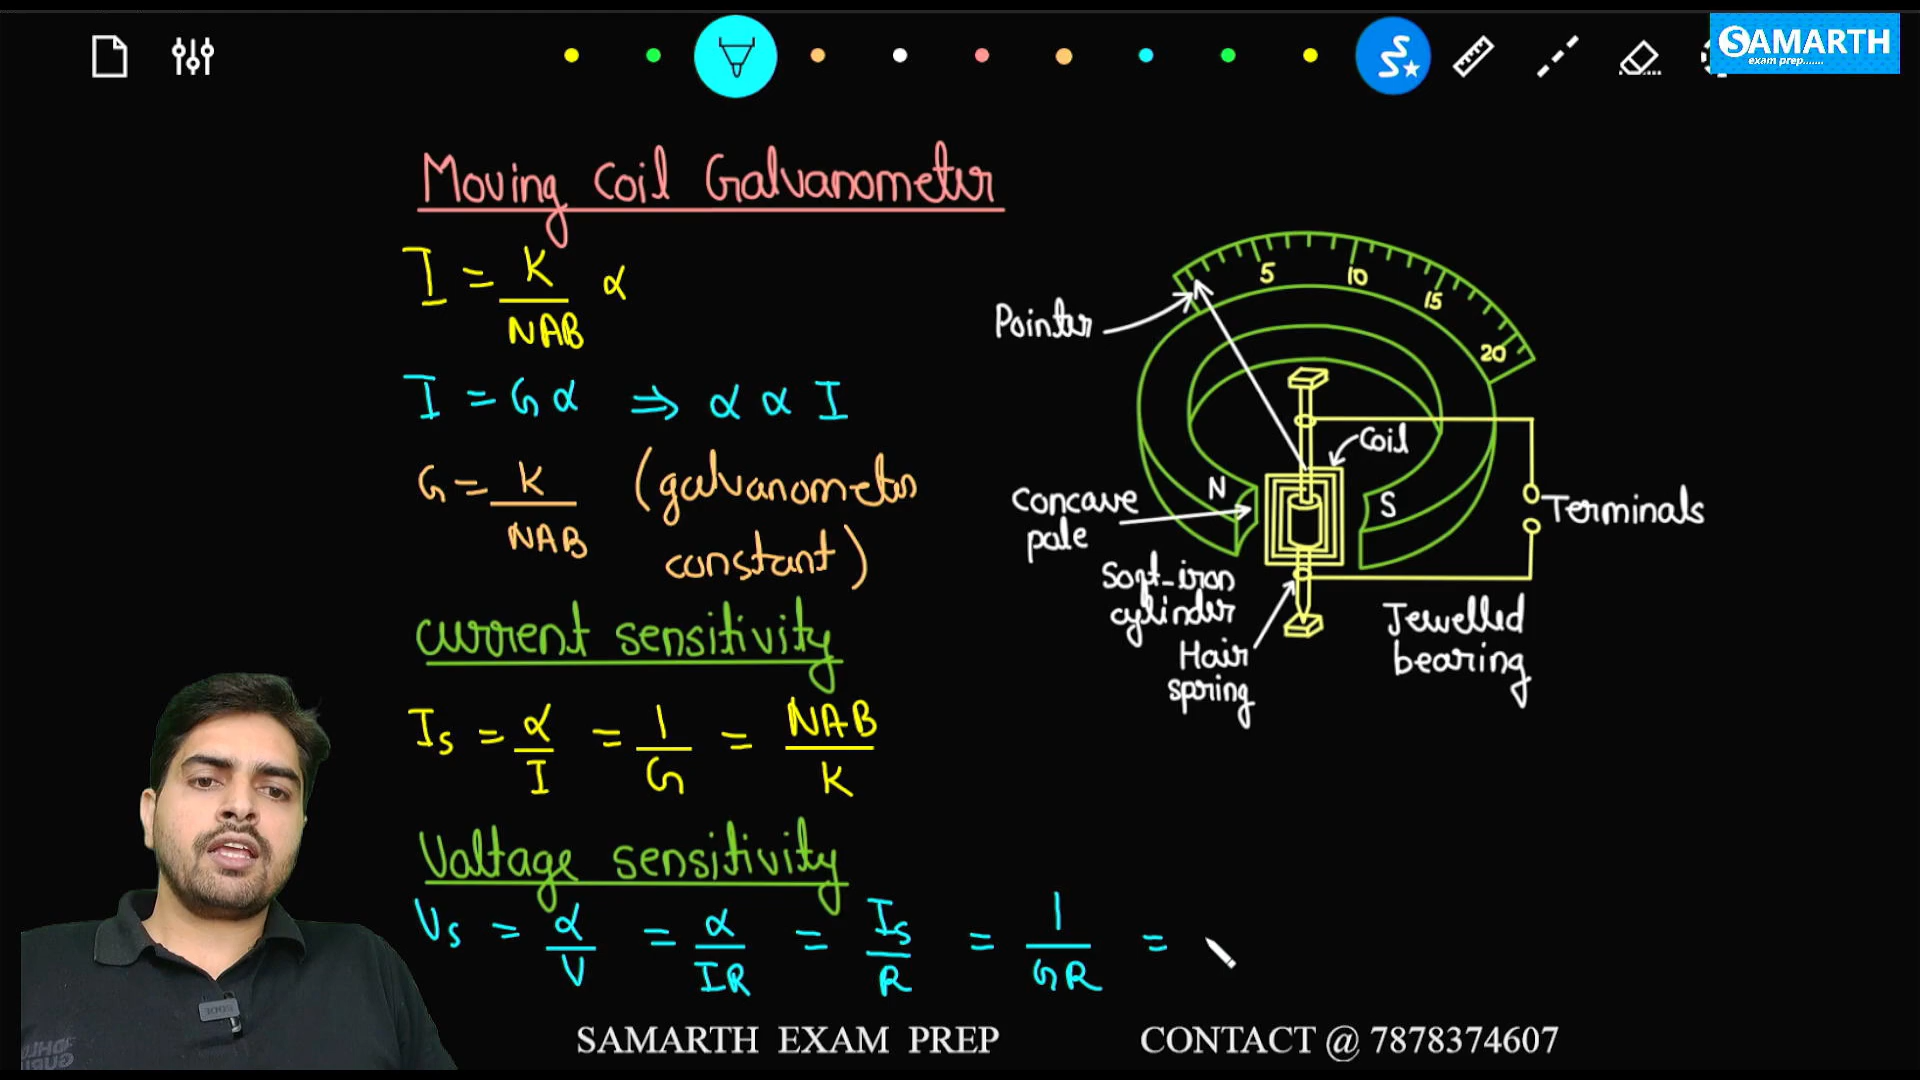 SAMARTH
exam prep.......
Moving Coil Galvanometer
I = K/NAB α
I = Gα ⇒ α α I
G = K/NAB (galvanometer
constant)
current sensitivity
Is = α/I = 1/G = NAB/K
Voltage sensitivity
Vs = α/V = α/IR = Is/R = 1/GR =
5
10
15
20
Pointer
Coil
N
S
Concave
pole
Terminals
Soft-iron
cylinder
Hair
spring
Jewelled
bearing
SAMARTH EXAM PREP
CONTACT @ 7878374607